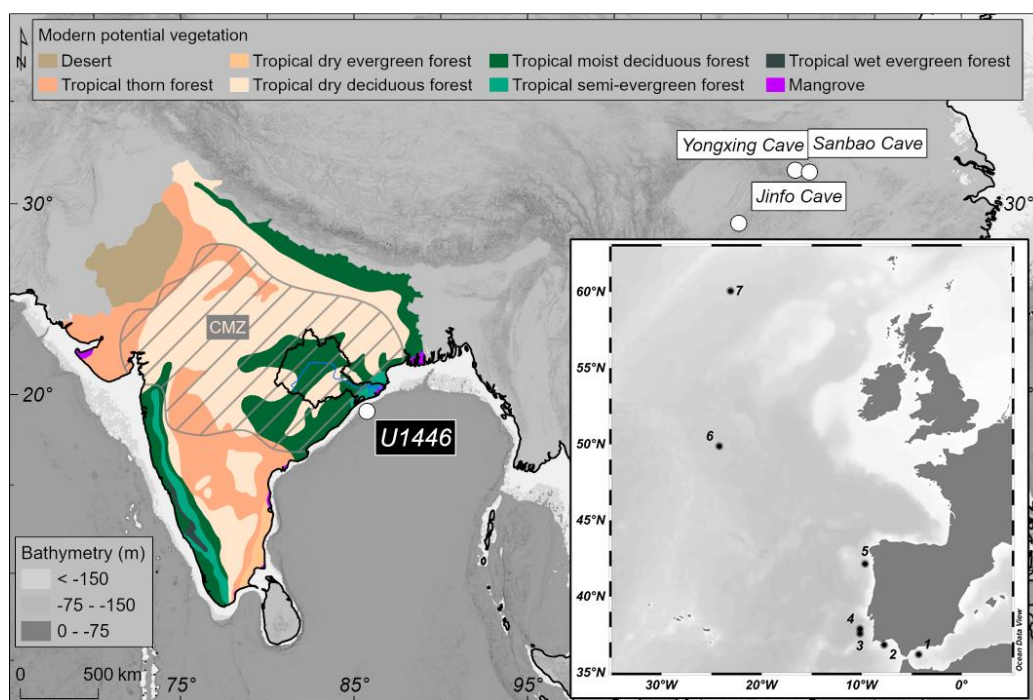 Modern potential vegetation
Desert
Tropical dry evergreen forest
Tropical moist deciduous forest
Tropical wet evergreen forest
Tropical thorn forest
Tropical dry deciduous forest
Tropical semi-evergreen forest
Mangrove
N
Yongxing Cave
Sanbao Cave
Jinfo Cave
30°
30°
CMZ
20°
U1446
Bathymetry (m)
< -150
-75 - -150
0 - -75
0 500 km
75
85
95
60°N
55°N
50°N
45°N
40°N
35°N
30°W
20°W
10°W
0°
7
6
5
4
3
2
1
Ocean Data View